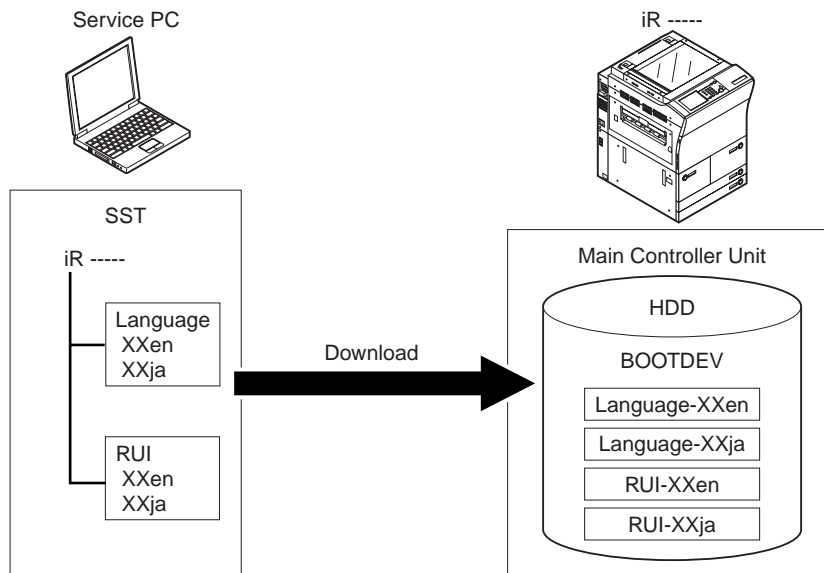 Service PC
iR -----
SST
iR -----
Language
XXen
XXja
RUI
XXen
XXja
Download
Main Controller Unit
HDD
BOOTDEV
Language-XXen
Language-XXja
RUI-XXen
RUI-XXja